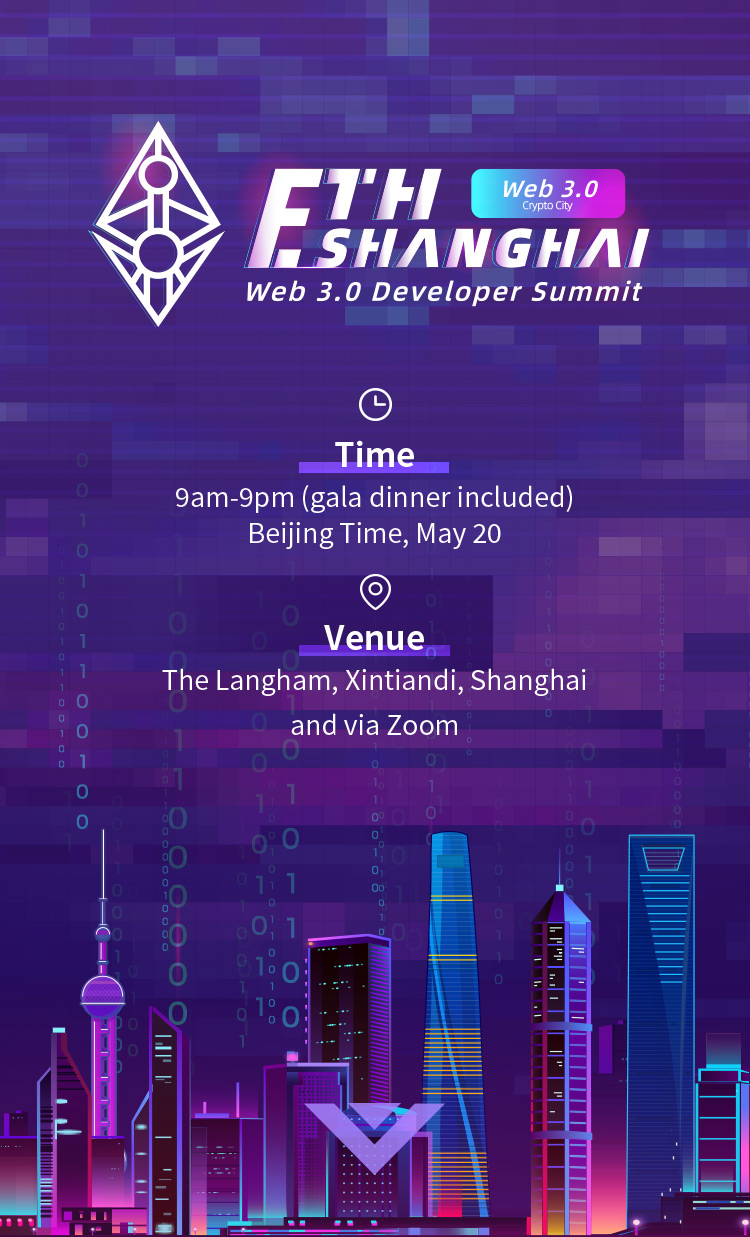 ETH
Web 3.0
Crypto City
SHANGHAI
Web 3.0 Developer Summit
Time
9am-9pm (gala dinner included)
Beijing Time, May 20
Venue
The Langham, Xintiandi, Shanghai
and via Zoom